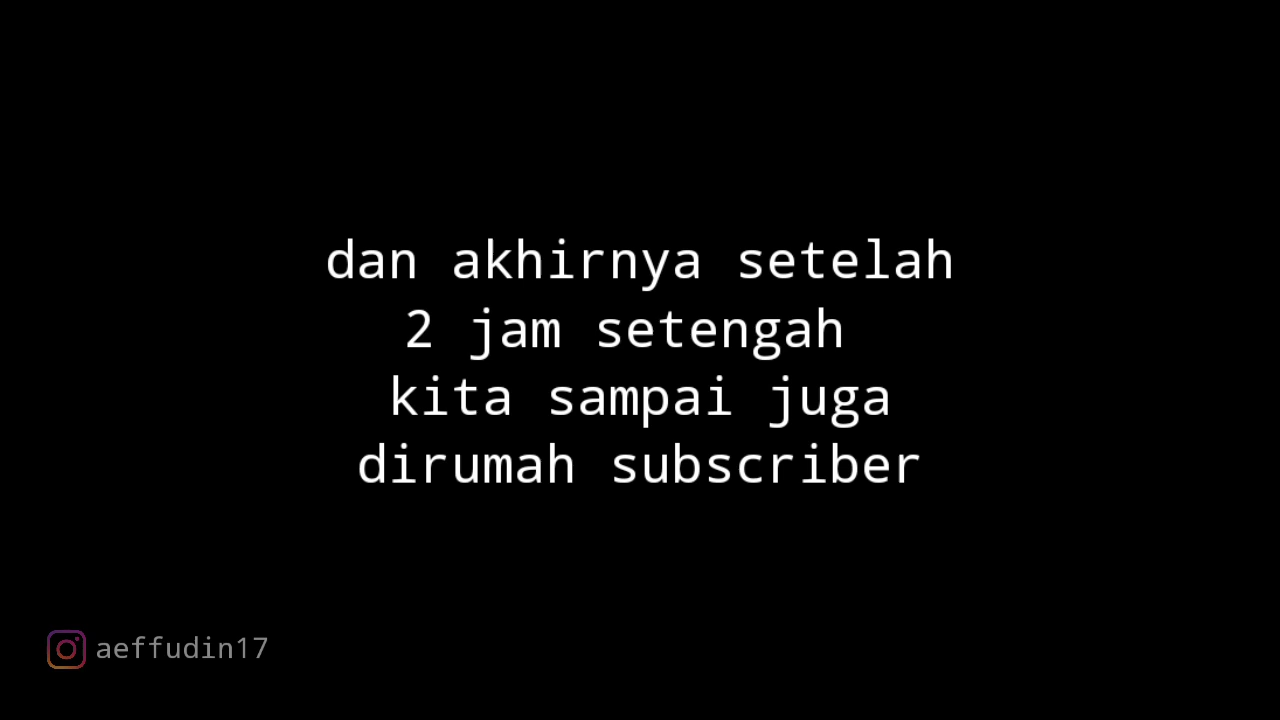 dan akhirnya setelah
2 jam setengah
kita sampai juga
dirumah subscriber
aeffudin17